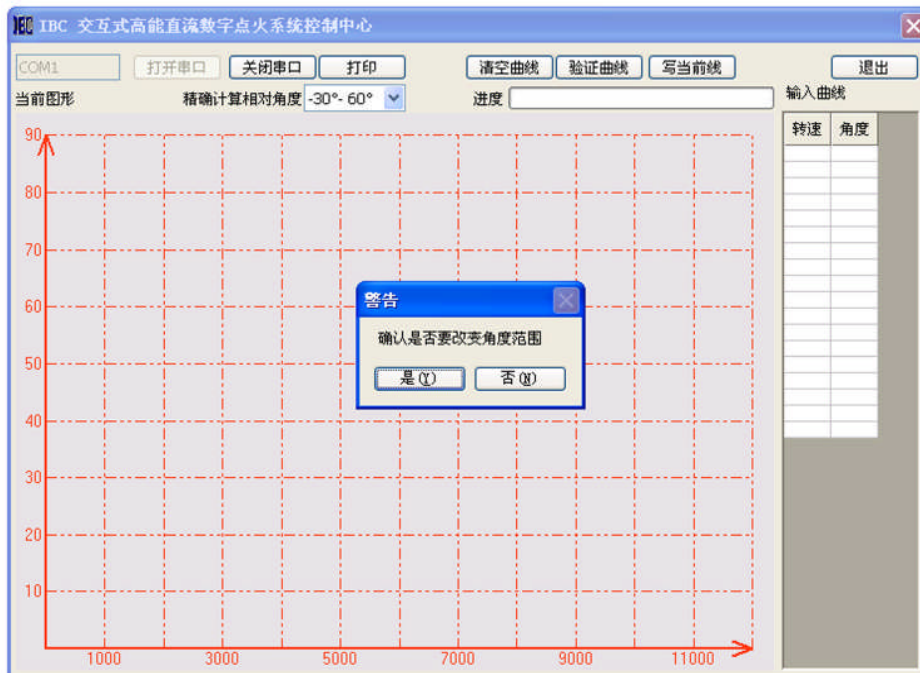 IBC 交互式高能直流数字点火系统控制中心
COM1 打开串口 关闭串口 打印 清空曲线 验证曲线 写当前线 退出
当前图形 精确计算相对角度 -30°- 60° 进度 输入曲线
转速 角度
90
80
70
60
警告
确认是否要改变角度范围
是(Y) 否(N)
50
40
30
20
10
1000 3000 5000 7000 9000 11000